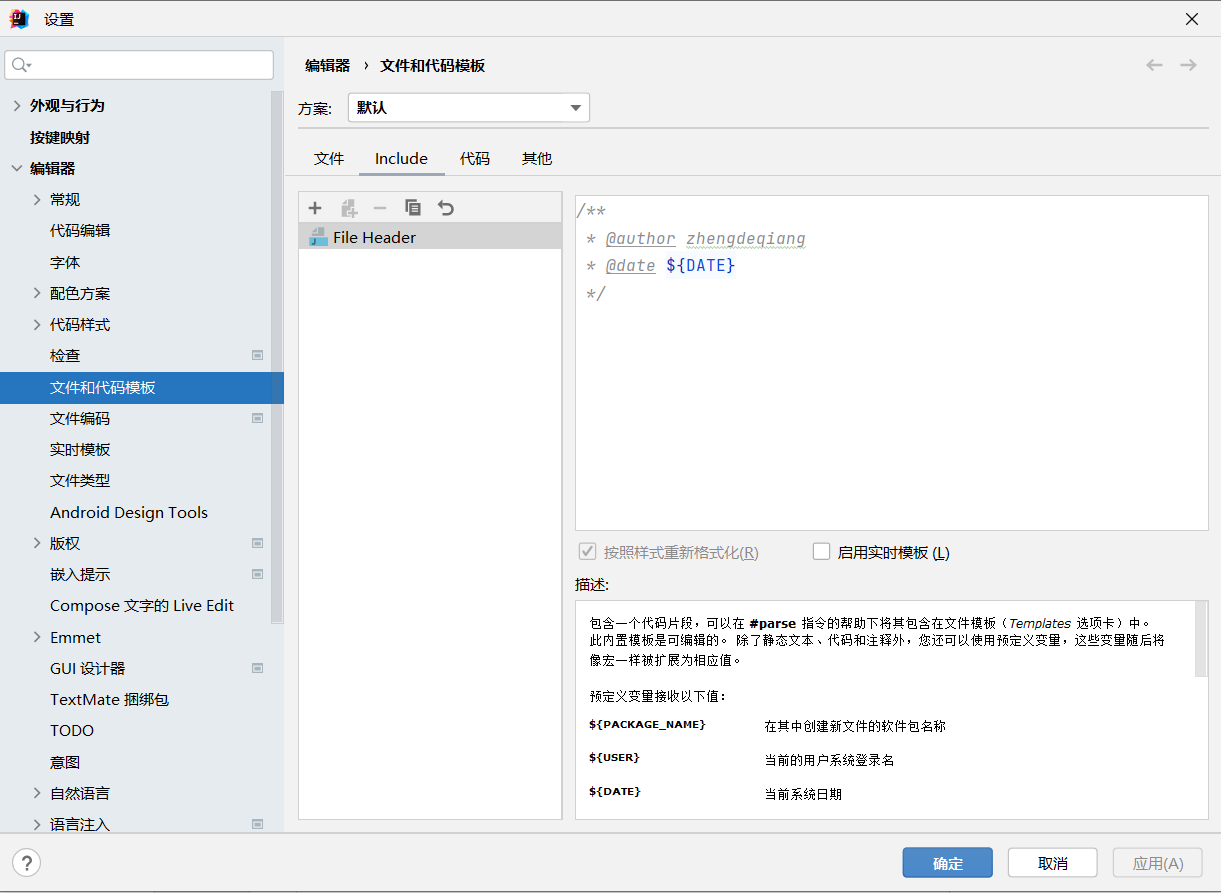 设置
外观与行为
按键映射
编辑器
常规
代码编辑
字体
配色方案
代码样式
检查
文件和代码模板
文件编码
实时模板
文件类型
Android Design Tools
版权
嵌入提示
Compose 文字的 Live Edit
Emmet
GUI 设计器
TextMate 捆绑包
TODO
意图
自然语言
语言注入
编辑器 › 文件和代码模板
方案: 默认
文件 Include 代码 其他
File Header
/**
* @author zhengdeqiang
* @date ${DATE}
*/
按照样式重新格式化(R) 启用实时模板 (L)
描述:
包含一个代码片段，可以在 #parse 指令的帮助下将其包含在文件模板（Templates 选项卡）中。
此内置模板是可编辑的。 除了静态文本、代码和注释外，您还可以使用预定义变量，这些变量随后将
像宏一样被扩展为相应值。
预定义变量接收以下值：
${PACKAGE_NAME} 在其中创建新文件的软件包名称
${USER} 当前的用户系统登录名
${DATE} 当前系统日期
? 确定 取消 应用(A)